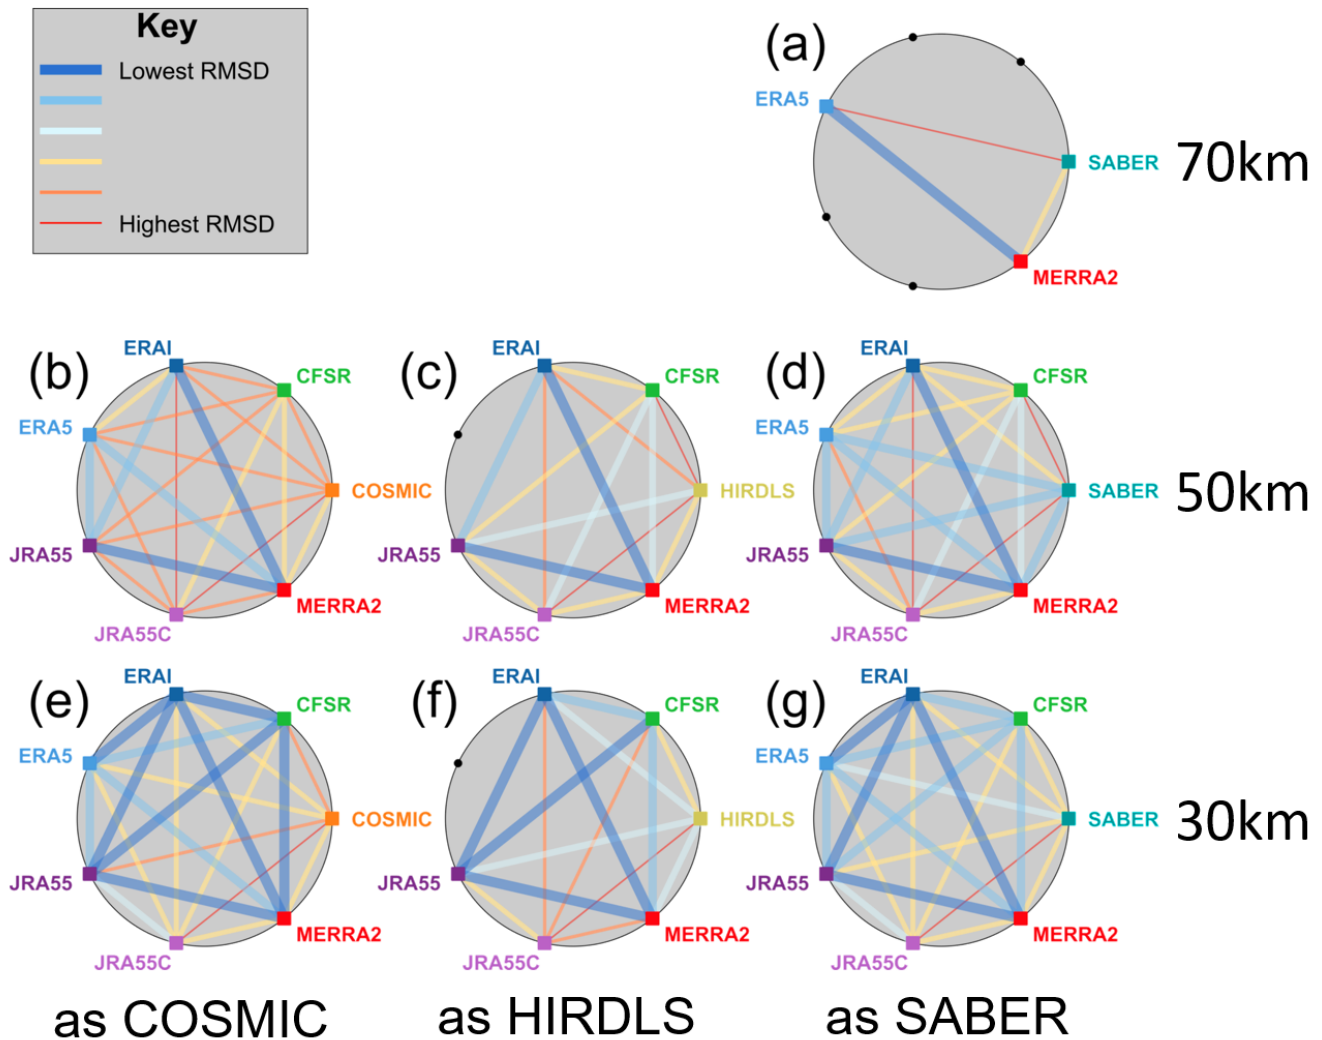 Key
Lowest RMSD
Highest RMSD
(a)
ERA5
SABER
MERRA2
70km
(b)
ERAI
CFSR
ERA5
COSMIC
JRA55
MERRA2
JRA55C
(c)
ERAI
CFSR
HIRDLS
JRA55
MERRA2
JRA55C
(d)
ERAI
CFSR
ERA5
SABER
JRA55
MERRA2
JRA55C
50km
(e)
ERAI
CFSR
ERA5
COSMIC
JRA55
MERRA2
JRA55C
(f)
ERAI
CFSR
HIRDLS
JRA55
MERRA2
JRA55C
(g)
ERAI
CFSR
ERA5
SABER
JRA55
MERRA2
JRA55C
30km
as COSMIC
as HIRDLS
as SABER